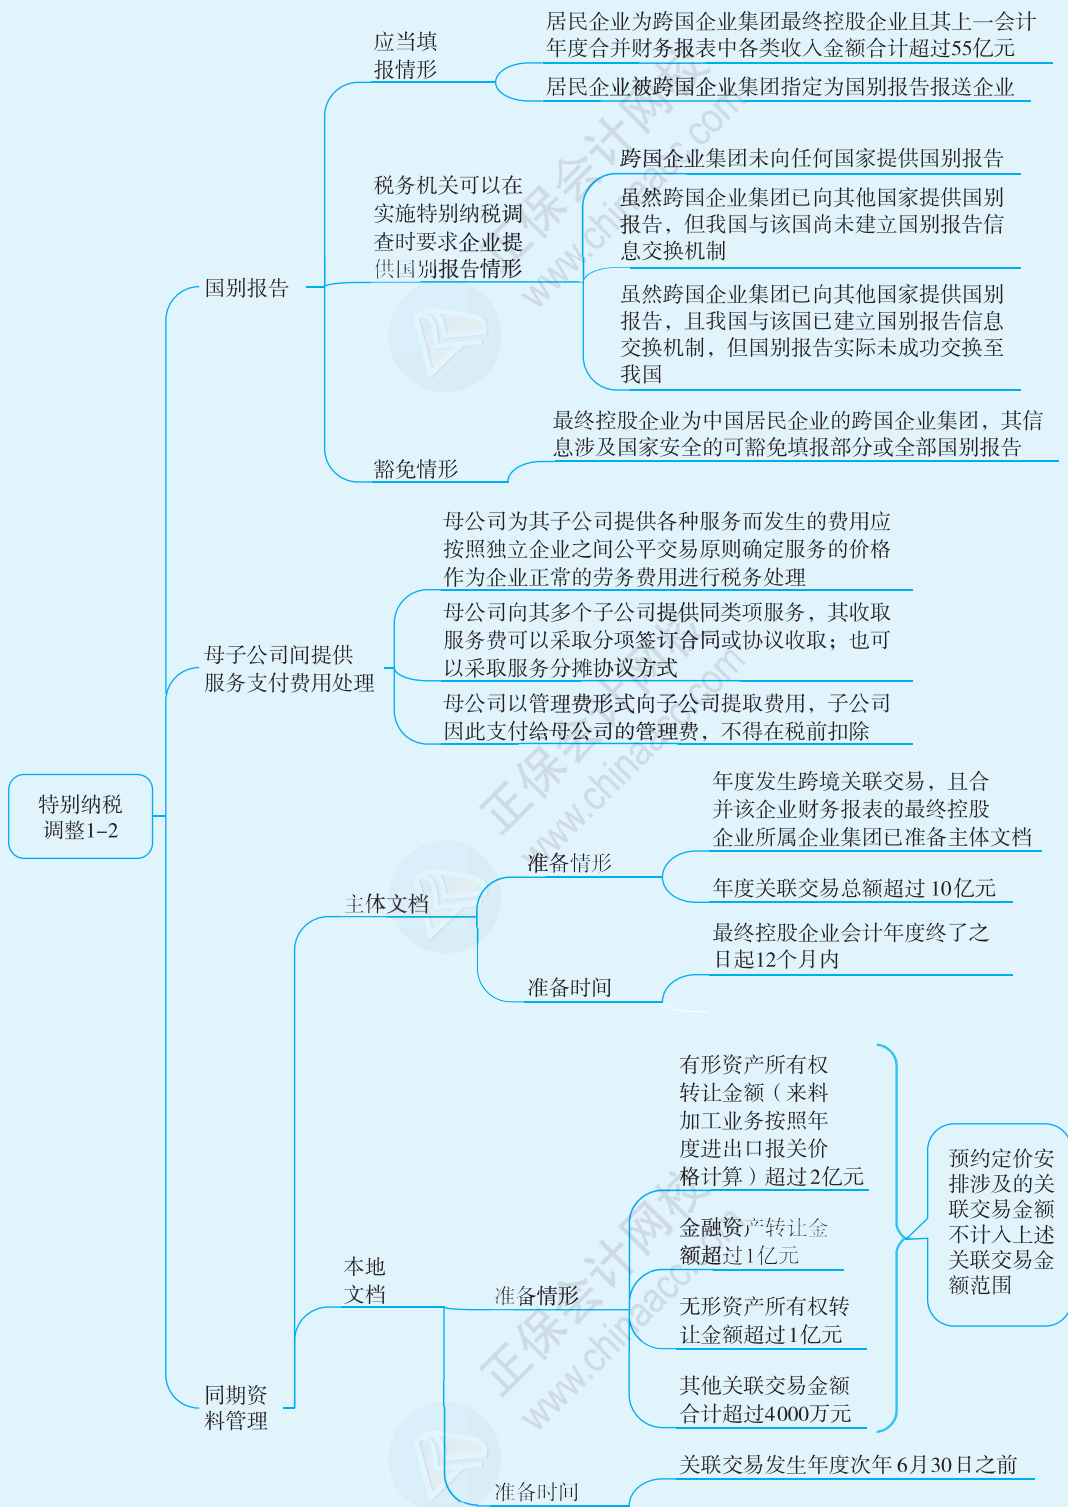 应当填
报情形
居民企业为跨国企业集团最终控股企业且其上一会计
年度合并财务报表中各类收入金额合计超过55亿元
居民企业被跨国企业集团指定为国别报告报送企业
税务机关可以在
实施特别纳税调
查时要求企业提
供国别报告情形
跨国企业集团未向任何国家提供国别报告
虽然跨国企业集团已向其他国家提供国别
报告，但我国与该国尚未建立国别报告信
息交换机制
虽然跨国企业集团已向其他国家提供国别
报告，且我国与该国已建立国别报告信息
交换机制，但国别报告实际未成功交换至
我国
国别报告
豁免情形
最终控股企业为中国居民企业的跨国企业集团，其信
息涉及国家安全的可豁免填报部分或全部国别报告
母子公司间提供
服务支付费用处理
母公司为其子公司提供各种服务而发生的费用应
按照独立企业之间公平交易原则确定服务的价格
作为企业正常的劳务费用进行税务处理
母公司向其多个子公司提供同类项服务，其收取
服务费可以采取分项签订合同或协议收取；也可
以采取服务分摊协议方式
母公司以管理费形式向子公司提取费用，子公司
因此支付给母公司的管理费，不得在税前扣除
特别纳税
调整1-2
主体文档
准备情形
年度发生跨境关联交易，且合
并该企业财务报表的最终控股
企业所属企业集团已准备主体文档
年度关联交易总额超过10亿元
准备时间
最终控股企业会计年度终了之
日起12个月内
同期资
料管理
本地
文档
准备情形
有形资产所有权
转让金额（来料
加工业务按照年
度进出口报关价
格计算）超过2亿元
金融资产转让金
额超过1亿元
无形资产所有权转
让金额超过1亿元
其他关联交易金额
合计超过4000万元
预约定价安
排涉及的关
联交易金额
不计入上述
关联交易金
额范围
准备时间
关联交易发生年度次年6月30日之前
正保会计网校
www.chinaacc.com
正保会计网校
www.chinaacc.com
正保会计网校
www.chinaacc.com